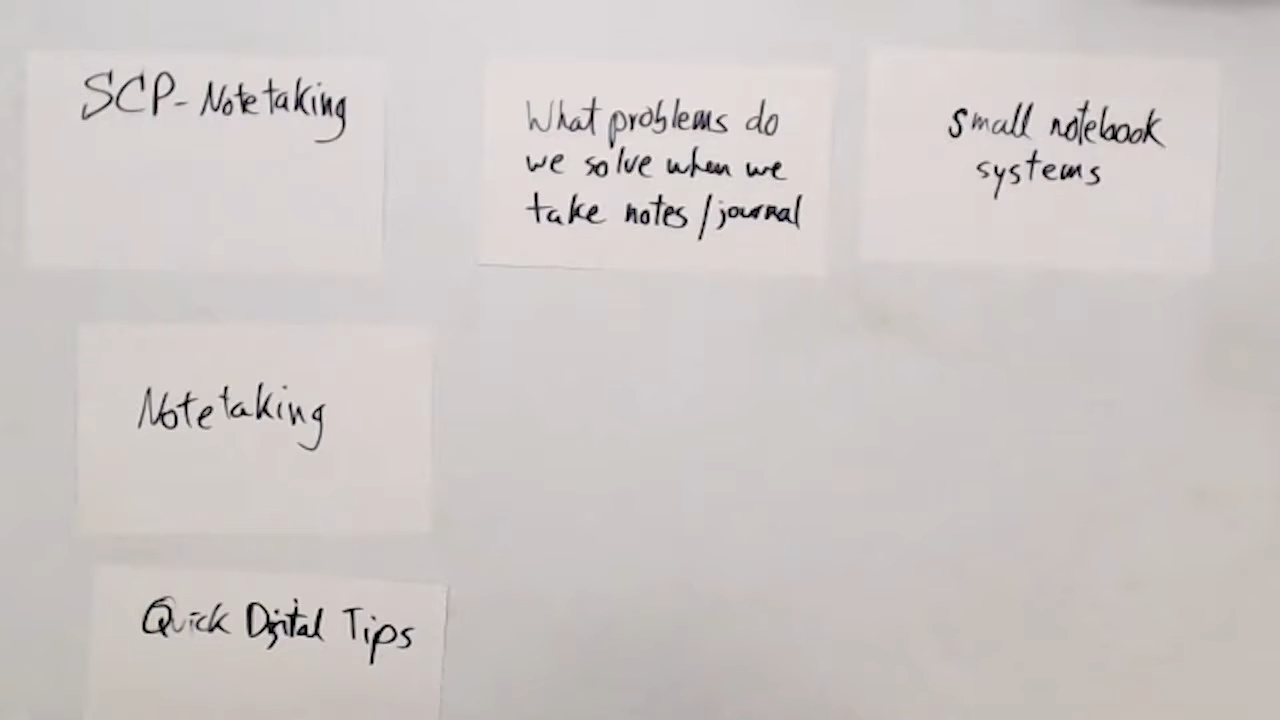 SCP- Notetaking
What problems do
we solve when we
take notes/journal
small notebook
systems
Notetaking
Quick Digital Tips